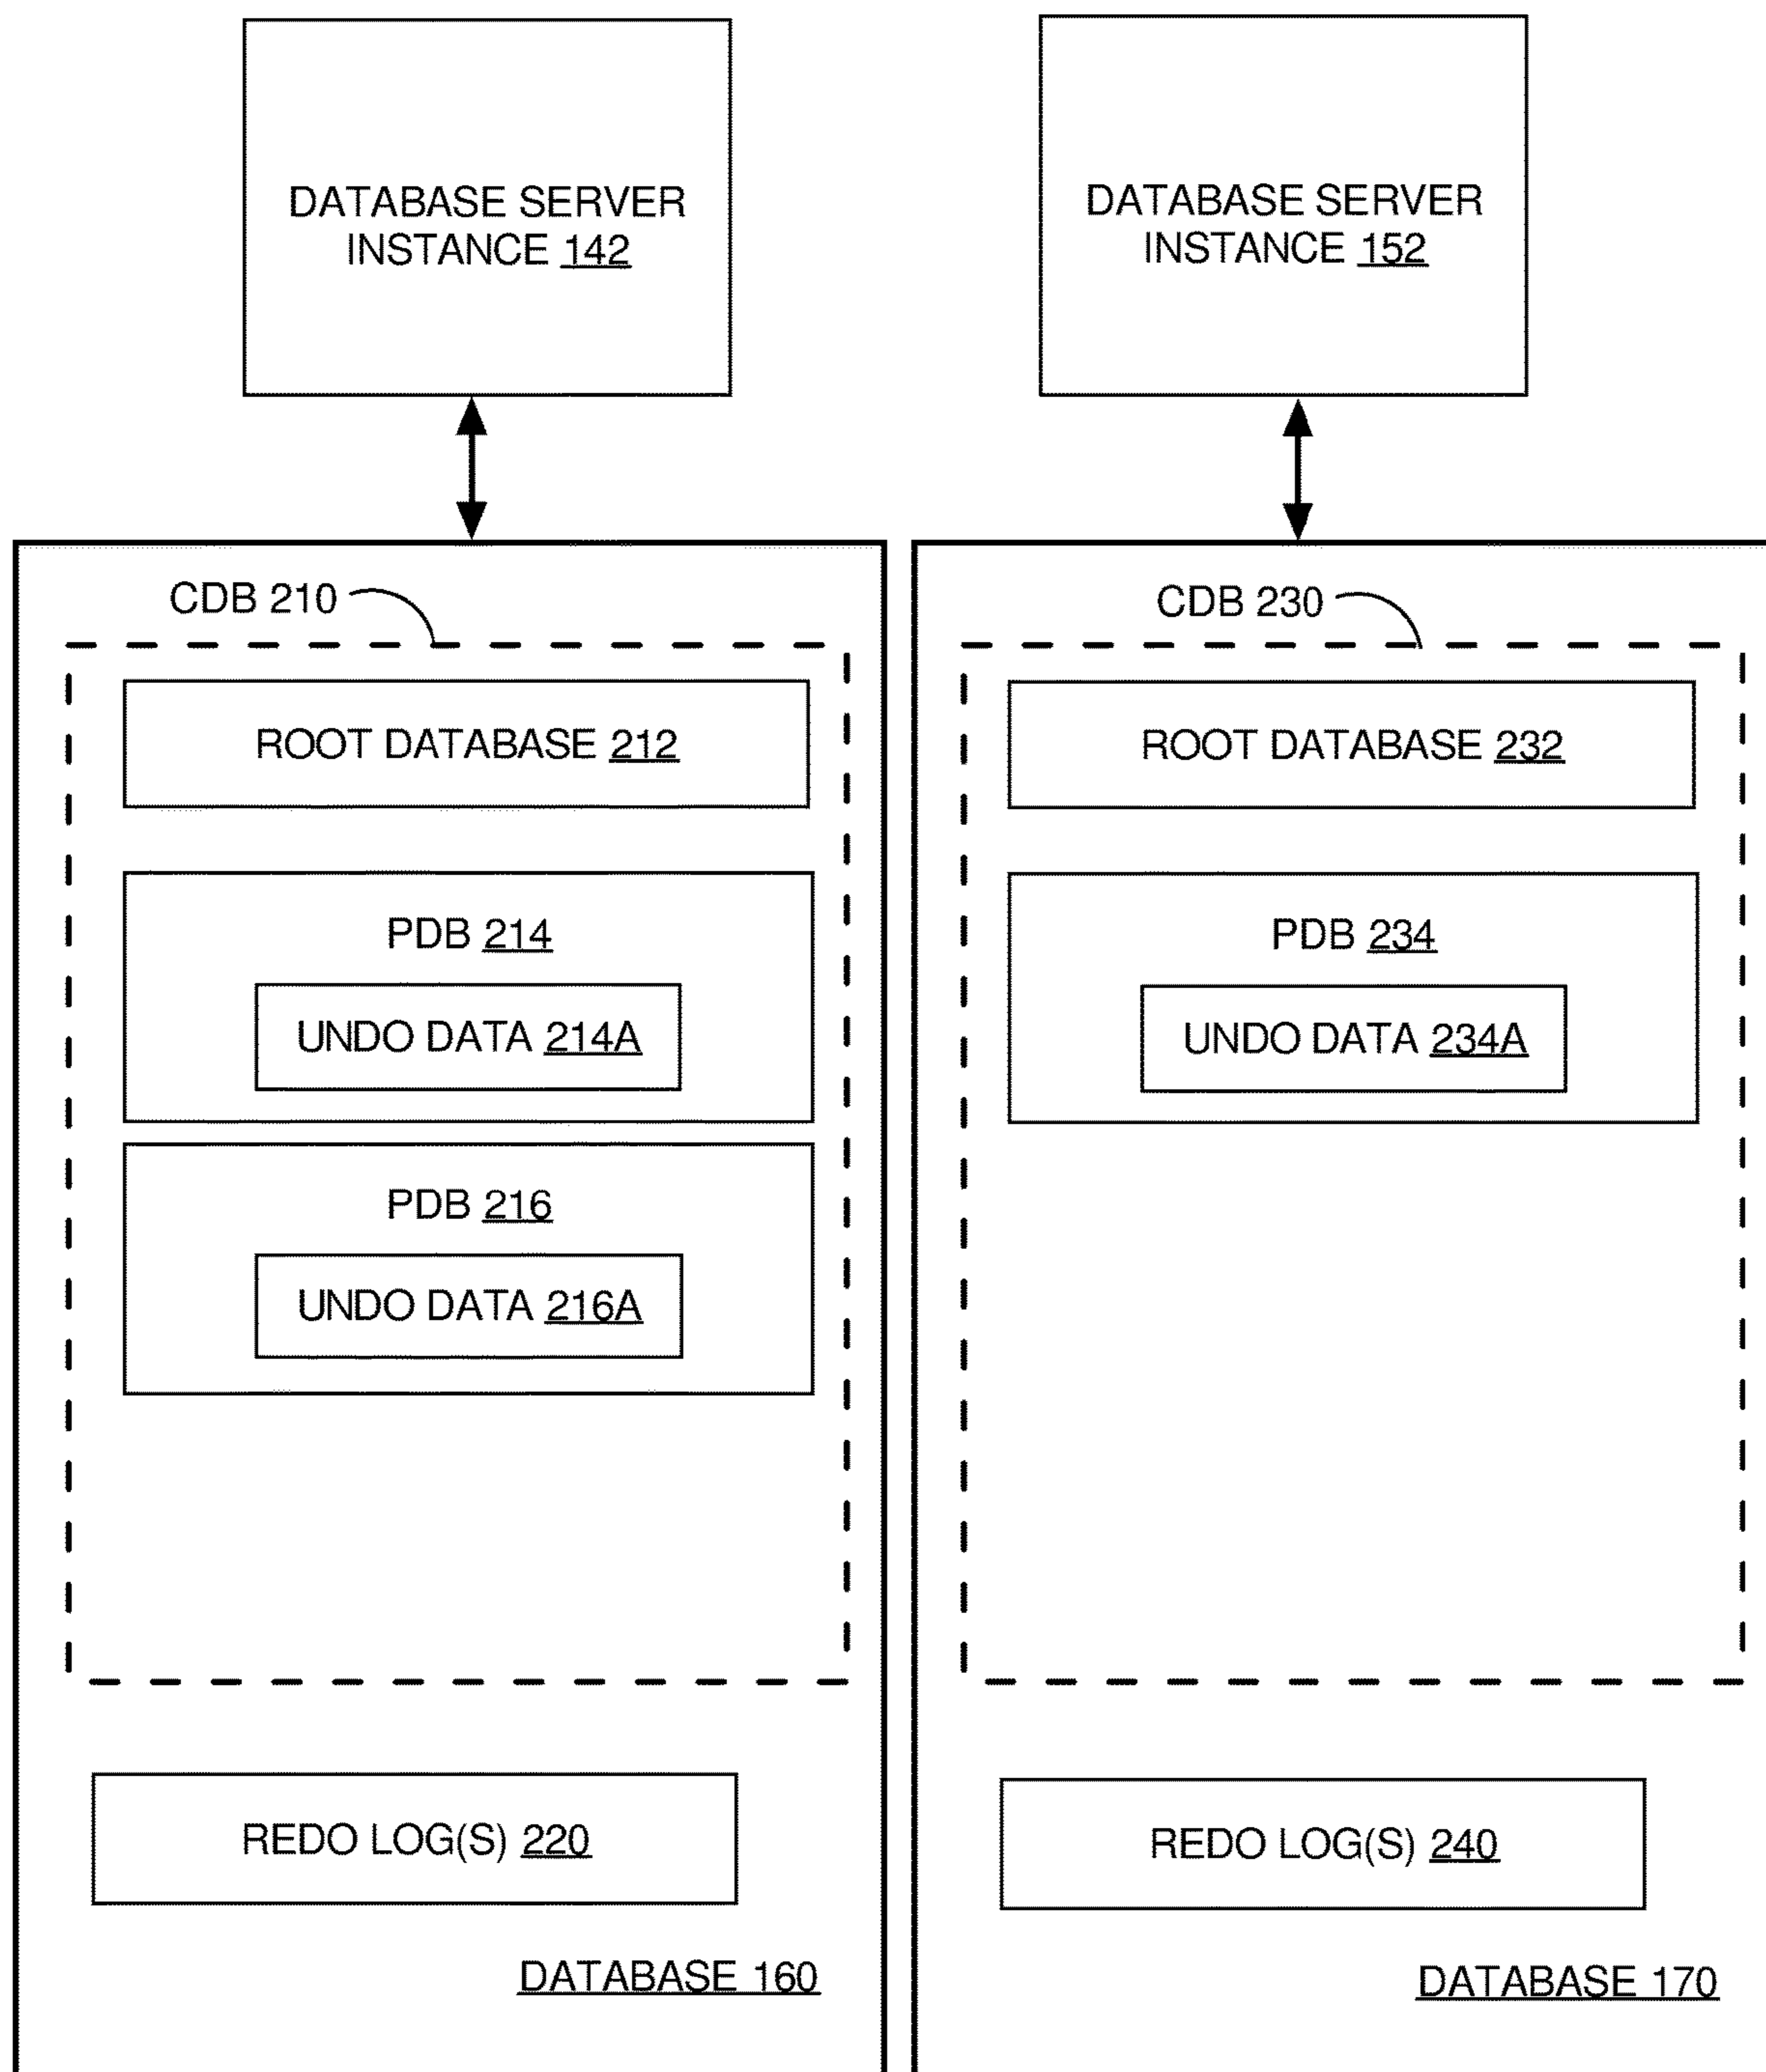 DATABASE SERVER
INSTANCE 142
DATABASE SERVER
INSTANCE 152
CDB 210
ROOT DATABASE 212
PDB 214
UNDO DATA 214A
PDB 216
UNDO DATA 216A
REDO LOG(S) 220
DATABASE 160
CDB 230
ROOT DATABASE 232
PDB 234
UNDO DATA 234A
REDO LOG(S) 240
DATABASE 170